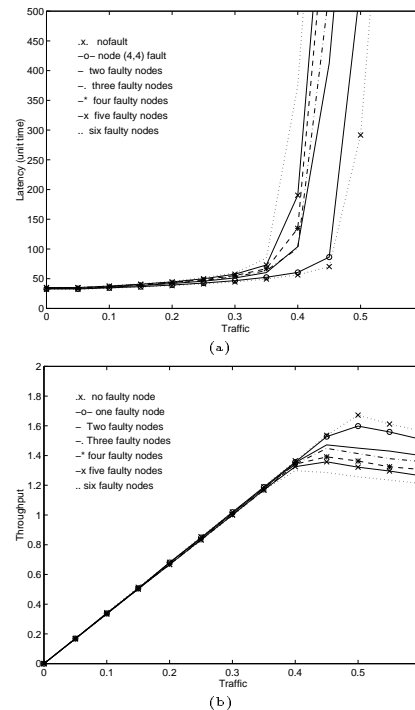 500
450
400
350
300
250
200
150
100
50
0
Latency (unit time)
.x. nofault
-o- node (4,4) fault
- two faulty nodes
-. three faulty nodes
-* four faulty nodes
-x five faulty nodes
.. six faulty nodes
0 0.1 0.2 0.3 0.4 0.5
Traffic
(a)
2
1.8
1.6
1.4
1.2
1
0.8
0.6
0.4
0.2
0
Throughput
.x. no faulty node
-o- one faulty node
- Two faulty nodes
-. Three faulty nodes
-* four faulty nodes
-x five faulty nodes
.. six faulty nodes
0 0.1 0.2 0.3 0.4 0.5
Traffic
(b)